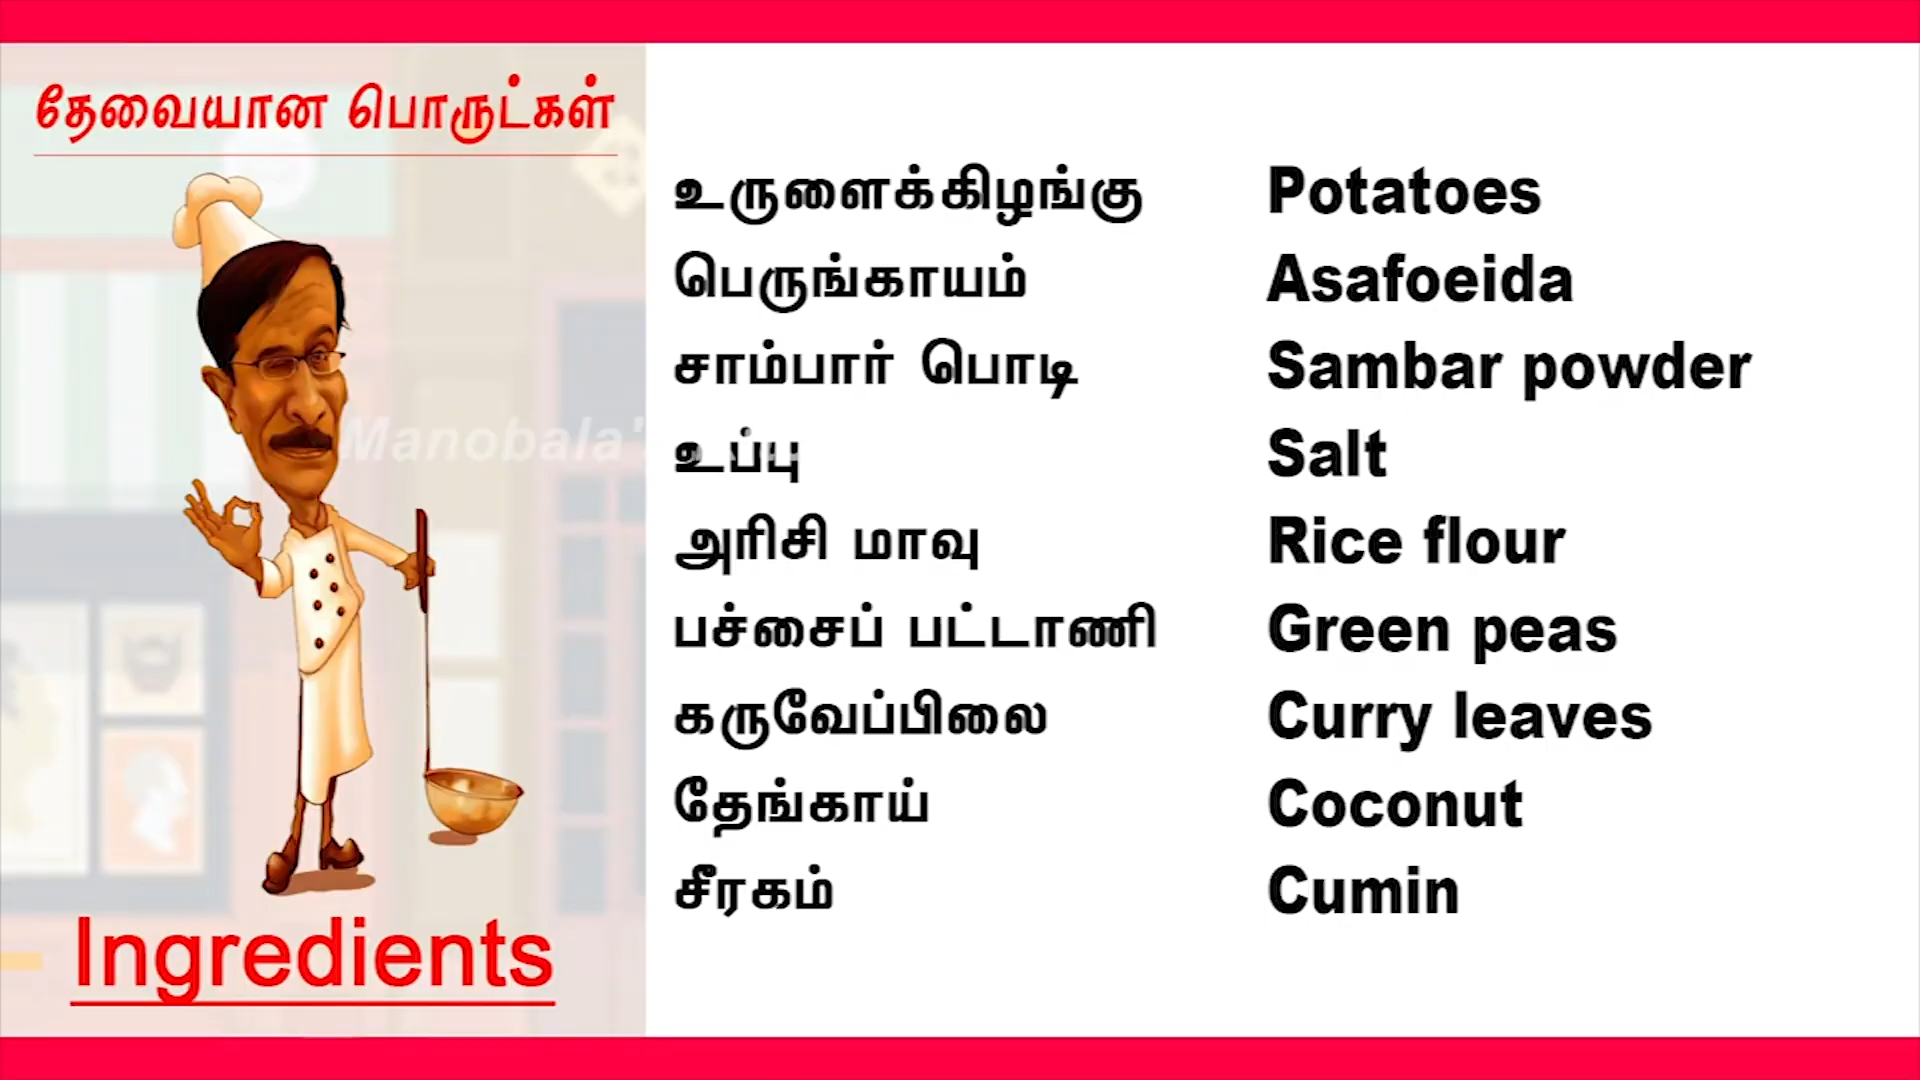 தேவையான பொருட்கள்
உருளைக்கிழங்கு Potatoes
பெருங்காயம் Asafoeida
சாம்பார் பொடி Sambar powder
உப்பு Salt
அரிசி மாவு Rice flour
பச்சைப் பட்டாணி Green peas
கருவேப்பிலை Curry leaves
தேங்காய் Coconut
சீரகம் Cumin
Manobala's
Ingredients